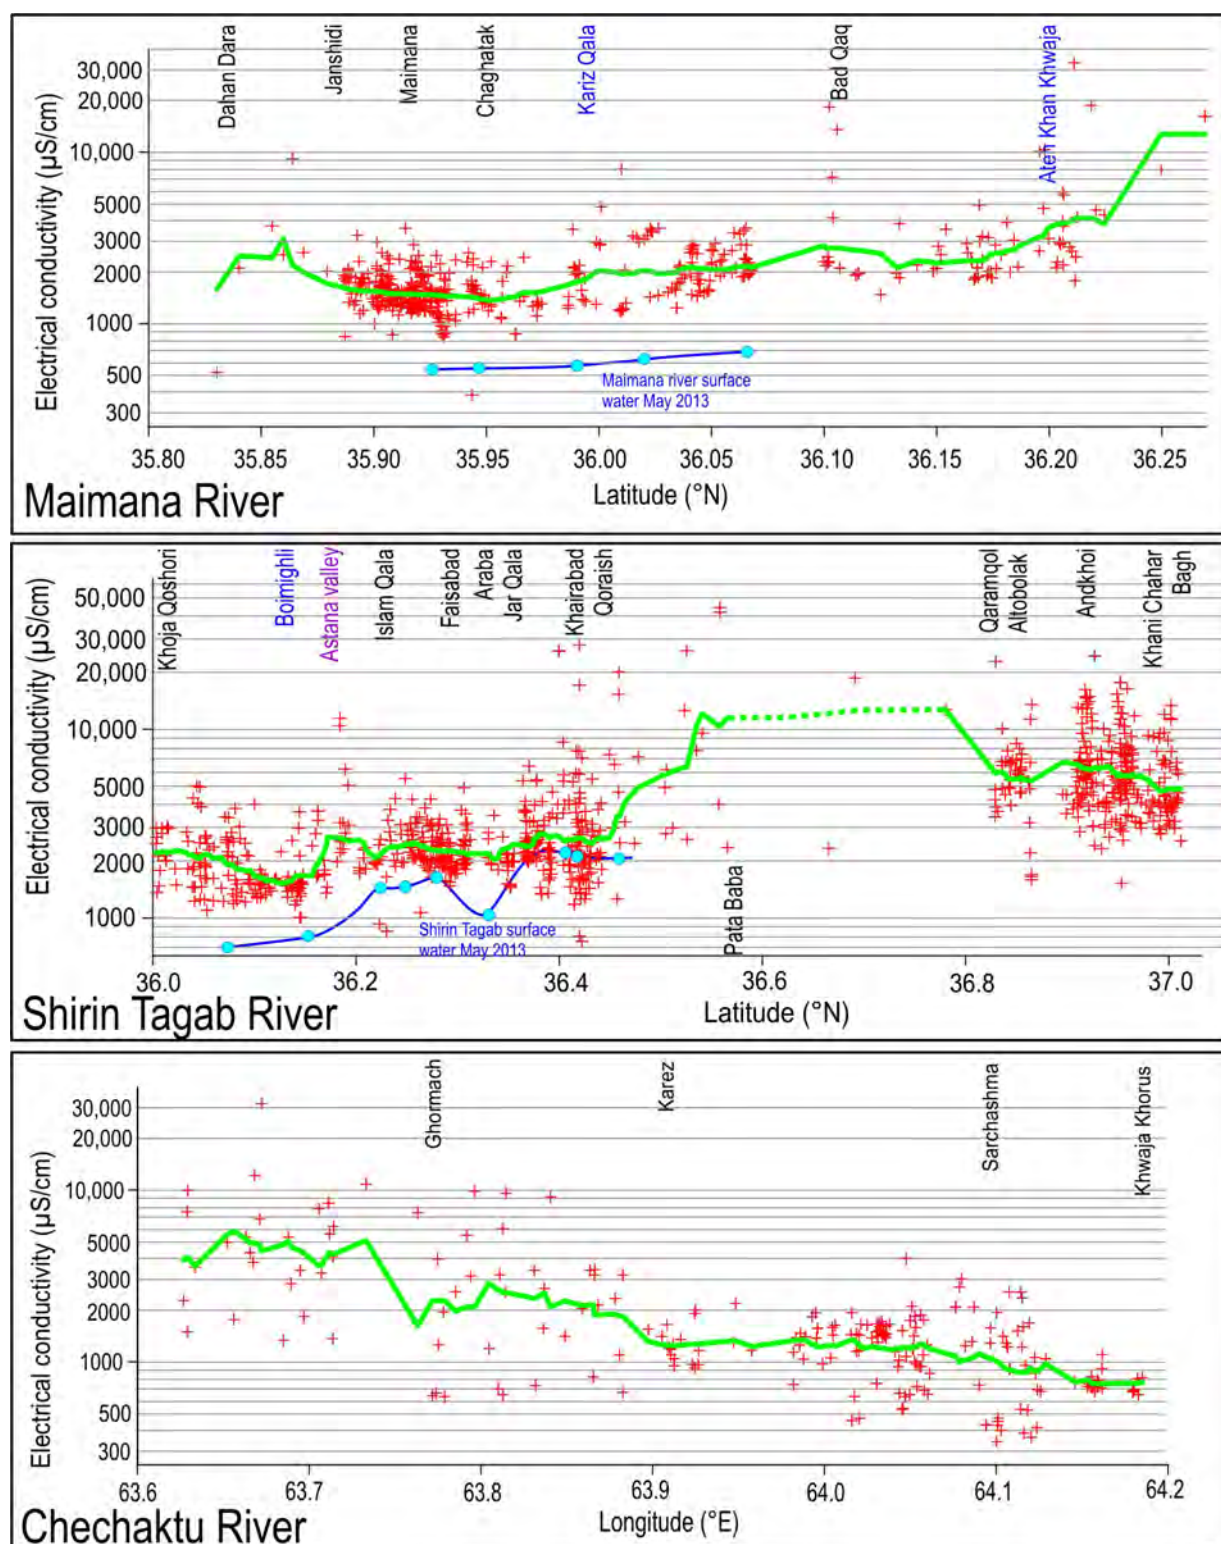 Electrical conductivity (µS/cm)
30,000
20,000
10,000
5000
3000
2000
1000
500
300
Dahan Dara
Janshidi
Maimana
Chaghatak
Kariz Qala
Bad Qaq
Ateh Khan Khwaja
Maimana river surface
water May 2013
35.80
35.85
35.90
35.95
36.00
36.05
36.10
36.15
36.20
36.25
Latitude (°N)
Maimana River
Electrical conductivity (µS/cm)
50,000
30,000
20,000
10,000
5000
3000
2000
1000
Khoja Qoshori
Boimighli
Astana valley
Islam Qala
Faisabad
Araba
Jar Qala
Khairabad
Qoraish
Pata Baba
Qaramqol
Altobolak
Andkhoi
Khani Chahar
Bagh
Shirin Tagab surface
water May 2013
36.0
36.2
36.4
36.6
36.8
37.0
Latitude (°N)
Shirin Tagab River
Electrical conductivity (µS/cm)
30,000
20,000
10,000
5000
3000
2000
1000
500
300
Ghormach
Karez
Sarchashma
Khwaja Khorus
63.6
63.7
63.8
63.9
64.0
64.1
64.2
Longitude (°E)
Chechaktu River